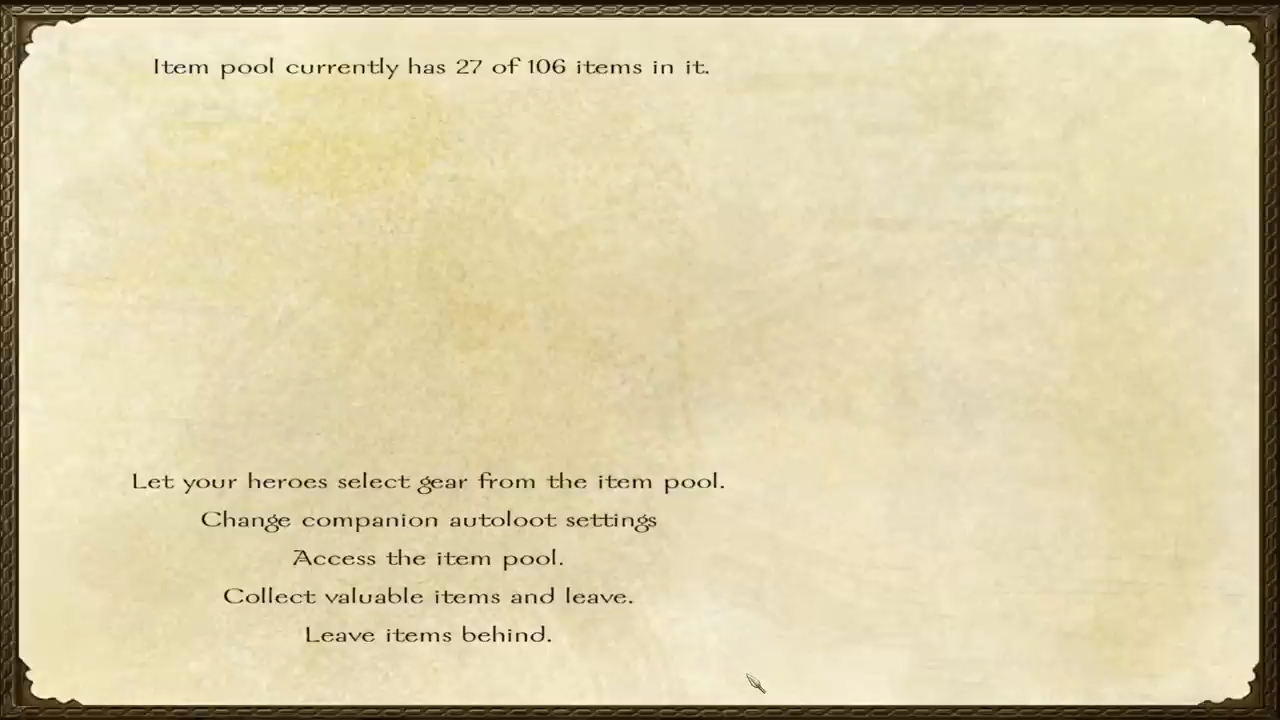 Item pool currently has 27 of 106 items in it.
Let your heroes select gear from the item pool.
Change companion autoloot settings
Access the item pool.
Collect valuable items and leave.
Leave items behind.